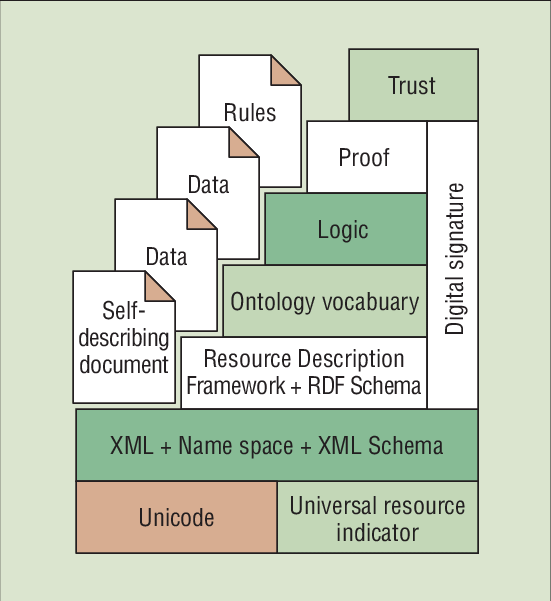 Trust
Rules
Proof
Data
Logic
Data
Ontology vocabuary
Digital signature
Self-
describing
document
Resource Description
Framework + RDF Schema
XML + Name space + XML Schema
Unicode
Universal resource
indicator